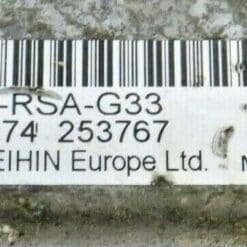 -RSA-G33
74 253767
EIHIN Europe Ltd.